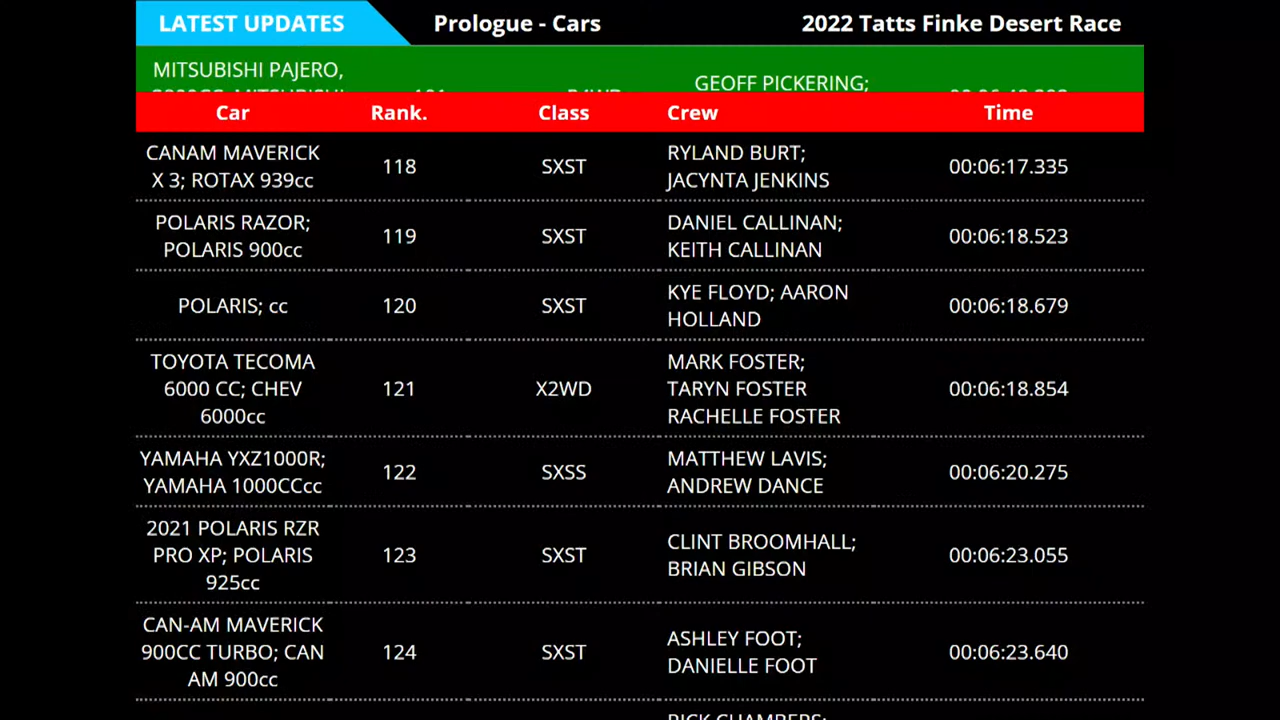 LATEST UPDATES
Prologue - Cars
2022 Tatts Finke Desert Race
MITSUBISHI PAJERO,
GEOFF PICKERING;
Car Rank. Class Crew Time
CANAM MAVERICK
X 3; ROTAX 939cc
118 SXST
RYLAND BURT;
JACYNTA JENKINS
00:06:17.335
POLARIS RAZOR;
POLARIS 900cc
119 SXST
DANIEL CALLINAN;
KEITH CALLINAN
00:06:18.523
POLARIS; cc
120 SXST
KYE FLOYD; AARON
HOLLAND
00:06:18.679
TOYOTA TECOMA
6000 CC; CHEV
6000cc
121 X2WD
MARK FOSTER;
TARYN FOSTER
RACHELLE FOSTER
00:06:18.854
YAMAHA YXZ1000R;
YAMAHA 1000CCcc
122 SXSS
MATTHEW LAVIS;
ANDREW DANCE
00:06:20.275
2021 POLARIS RZR
PRO XP; POLARIS
925cc
123 SXST
CLINT BROOMHALL;
BRIAN GIBSON
00:06:23.055
CAN-AM MAVERICK
900CC TURBO; CAN
AM 900cc
124 SXST
ASHLEY FOOT;
DANIELLE FOOT
00:06:23.640